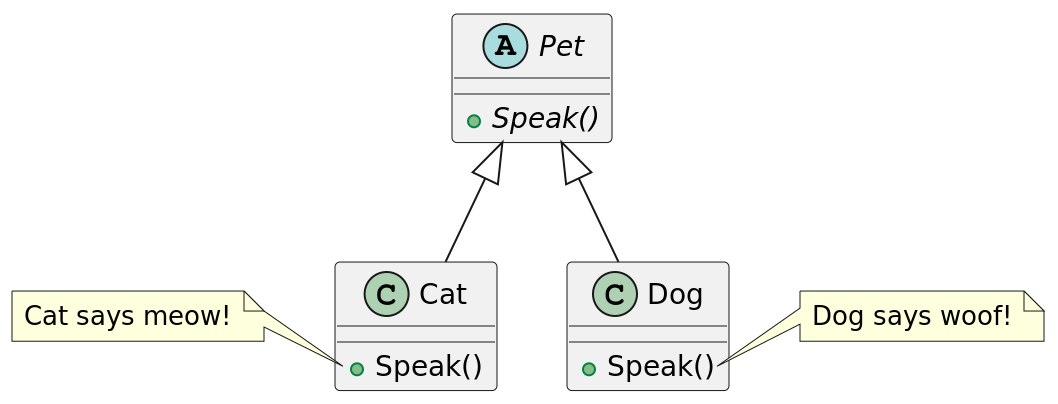 A Pet
Speak()
C Cat
C Dog
Cat says meow!
Dog says woof!
Speak()
Speak()